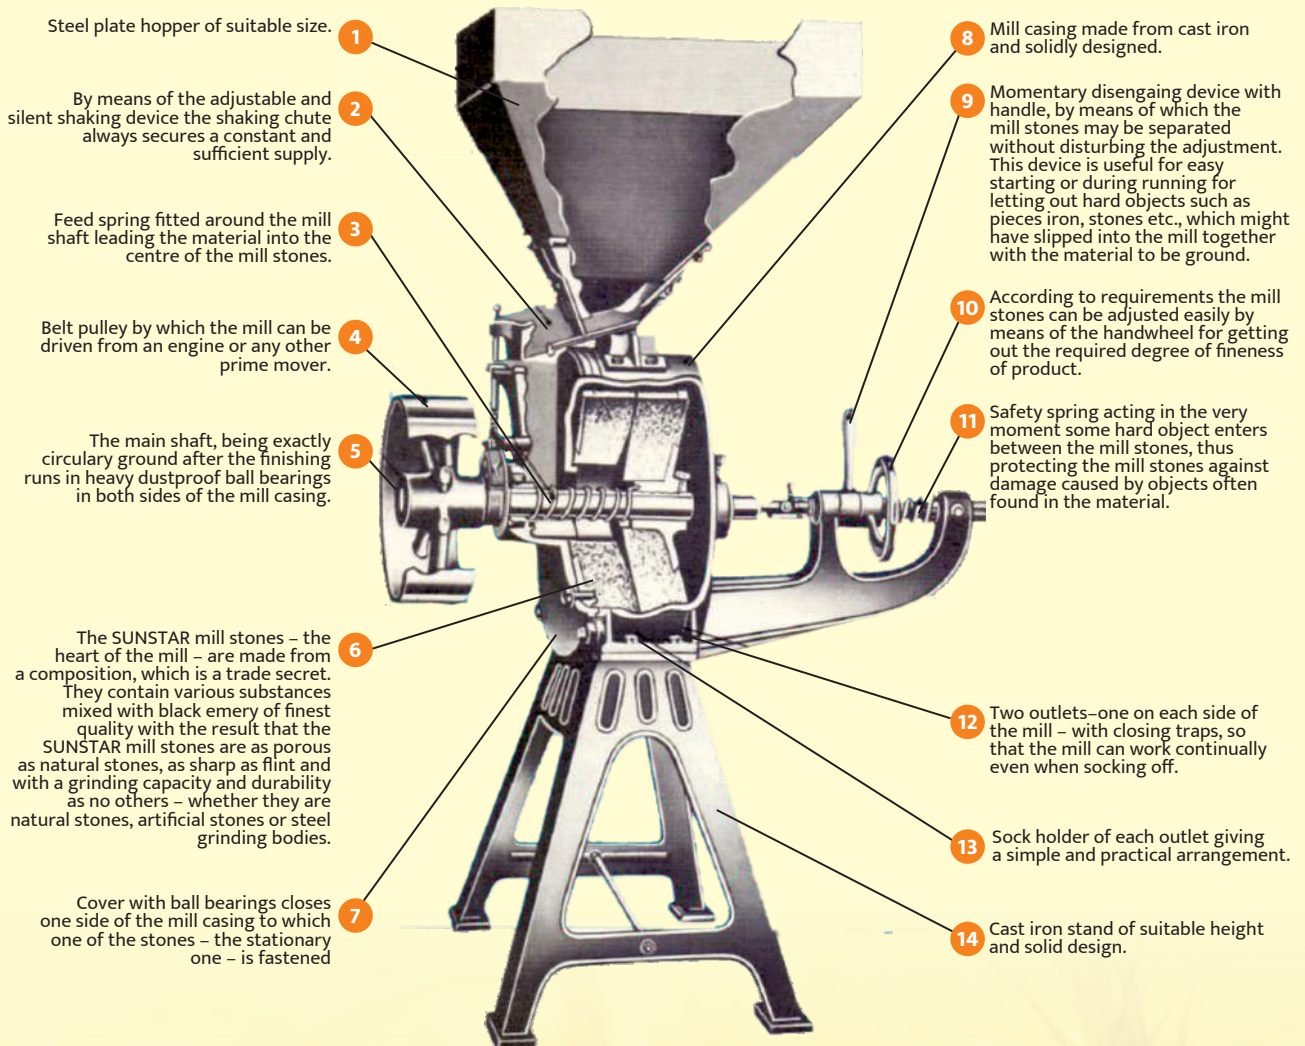 Steel plate hopper of suitable size.
1
By means of the adjustable and
silent shaking device the shaking chute
always secures a constant and
sufficient supply.
2
Feed spring fitted around the mill
shaft leading the material into the
centre of the mill stones.
3
Belt pulley by which the mill can be
driven from an engine or any other
prime mover.
4
The main shaft, being exactly
circulary ground after the finishing
runs in heavy dustproof ball bearings
in both sides of the mill casing.
5
The SUNSTAR mill stones – the
heart of the mill – are made from
a composition, which is a trade secret.
They contain various substances
mixed with black emery of finest
quality with the result that the
SUNSTAR mill stones are as porous
as natural stones, as sharp as flint and
with a grinding capacity and durability
as no others – whether they are
natural stones, artificial stones or steel
grinding bodies.
6
Cover with ball bearings closes
one side of the mill casing to which
one of the stones – the stationary
one – is fastened
7
8
Mill casing made from cast iron
and solidly designed.
9
Momentary disengaing device with
handle, by means of which the
mill stones may be separated
without disturbing the adjustment.
This device is useful for easy
starting or during running for
letting out hard objects such as
pieces iron, stones etc., which might
have slipped into the mill together
with the material to be ground.
10
According to requirements the mill
stones can be adjusted easily by
means of the handwheel for getting
out the required degree of fineness
of product.
11
Safety spring acting in the very
moment some hard object enters
between the mill stones, thus
protecting the mill stones against
damage caused by objects often
found in the material.
12
Two outlets–one on each side of
the mill – with closing traps, so
that the mill can work continually
even when socking off.
13
Sock holder of each outlet giving
a simple and practical arrangement.
14
Cast iron stand of suitable height
and solid design.